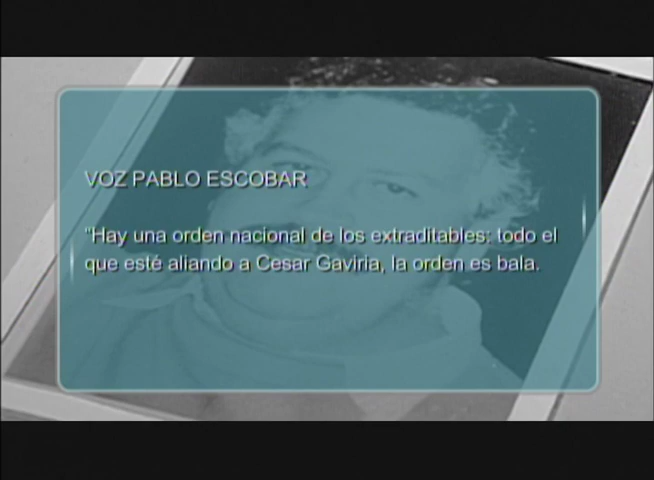 VOZ PABLO ESCOBAR
"Hay una orden nacional de los extraditables: todo el
que esté aliando a Cesar Gaviria, la orden es bala.